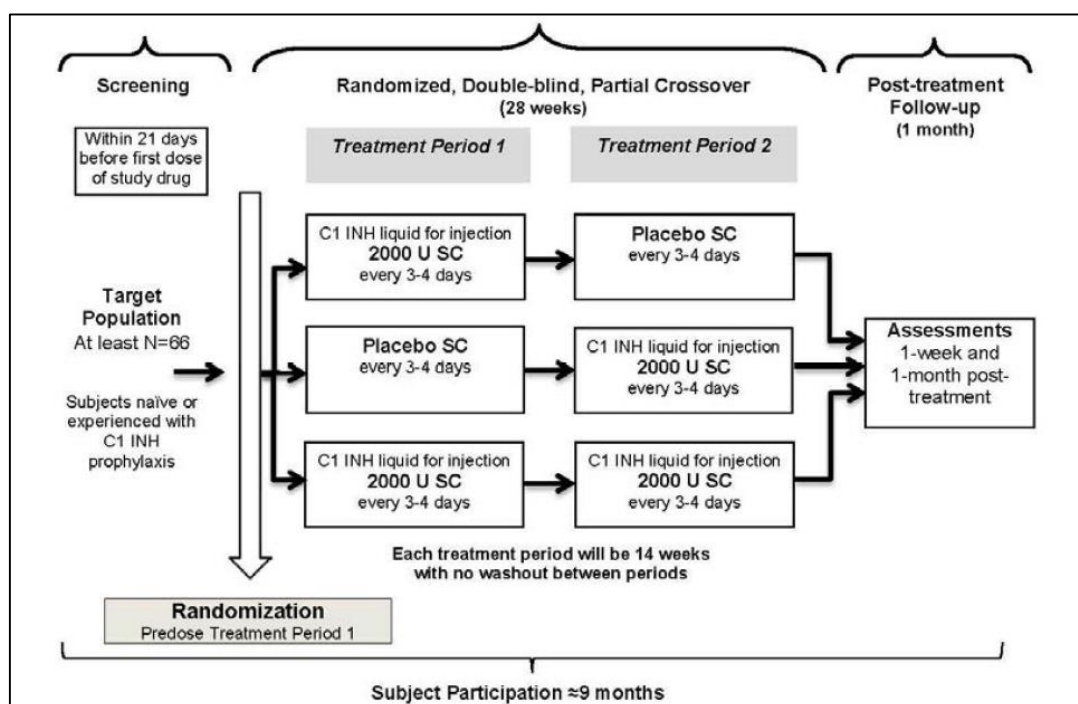 Screening
Randomized, Double-blind, Partial Crossover
(28 weeks)
Post-treatment
Follow-up
(1 month)
Within 21 days
before first dose
of study drug
Treatment Period 1
Treatment Period 2
C1 INH liquid for injection
2000 U SC
every 3-4 days
Placebo SC
every 3-4 days
Target
Population
At least N=66
Subjects naïve or
experienced with
C1 INH
prophylaxis
Placebo SC
every 3-4 days
C1 INH liquid for injection
2000 U SC
every 3-4 days
Assessments
1-week and
1-month post-
treatment
C1 INH liquid for injection
2000 U SC
every 3-4 days
C1 INH liquid for injection
2000 U SC
every 3-4 days
Each treatment period will be 14 weeks
with no washout between periods
Randomization
Predose Treatment Period 1
Subject Participation ≈9 months